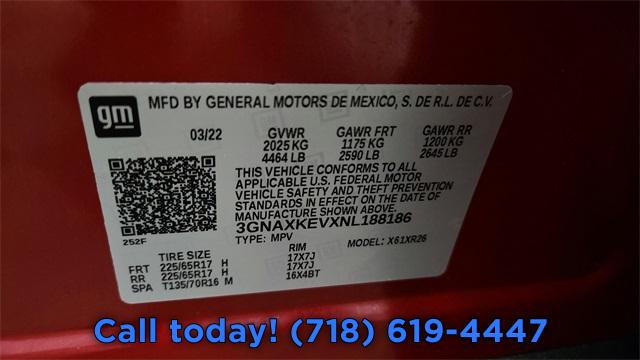 gm MFD BY GENERAL MOTORS DE MEXICO, S. DE R.L. DE C.V.
03/22 GVWR GAWR FRT GAWR RR
2025 KG 1175 KG 1200 KG
4464 LB 2590 LB 2645 LB
THIS VEHICLE CONFORMS TO ALL
APPLICABLE U.S. FEDERAL MOTOR
VEHICLE SAFETY AND THEFT PREVENTION
STANDARDS IN EFFECT ON THE DATE OF
MANUFACTURE SHOWN ABOVE.
3GNAXKEVXNL188186
252F
TYPE: MPV MODEL: X61XR26
TIRE SIZE RIM
FRT 225/65R17 H 17X7J
RR 225/65R17 H 17X7J
SPA T135/70R16 M 16X4BT
Call today! (718) 619-4447